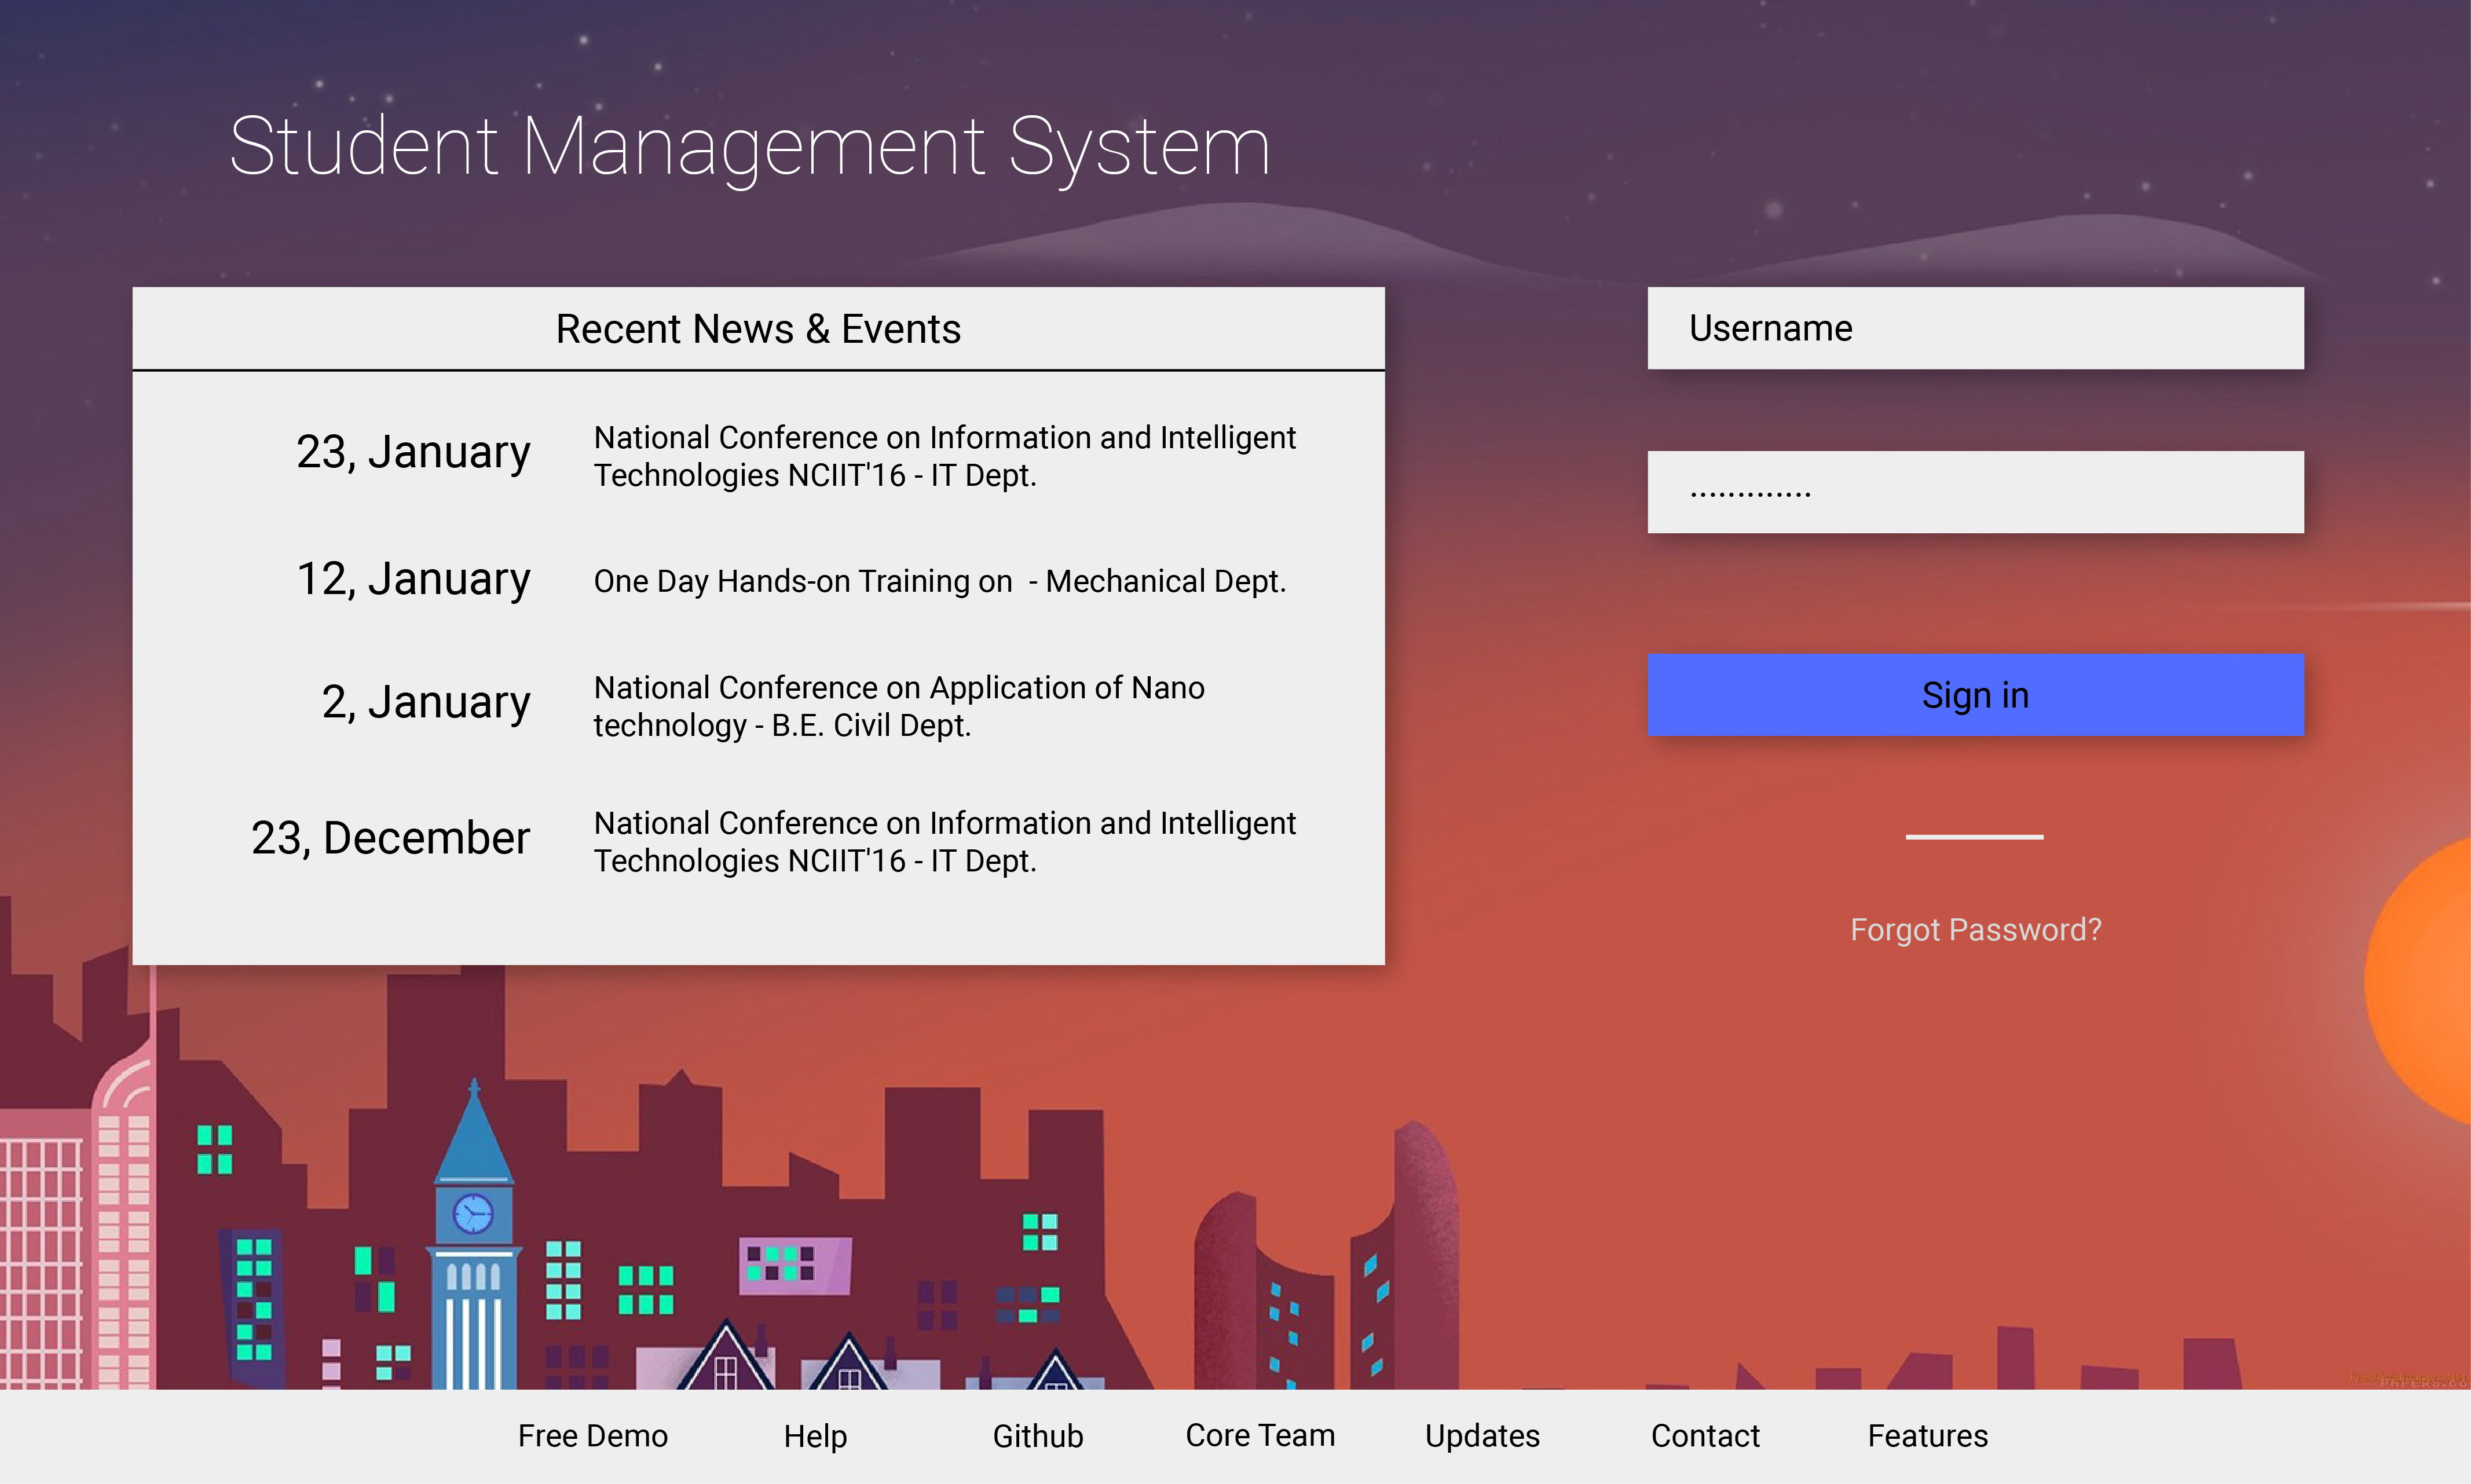 Student Management System
Recent News & Events
23, January
National Conference on Information and Intelligent
Technologies NCIIT'16 - IT Dept.
12, January
One Day Hands-on Training on  - Mechanical Dept.
2, January
National Conference on Application of Nano
technology - B.E. Civil Dept.
23, December
National Conference on Information and Intelligent
Technologies NCIIT'16 - IT Dept.
Username
.............
Sign in
Forgot Password?
Free Demo
Help
Github
Core Team
Updates
Contact
Features